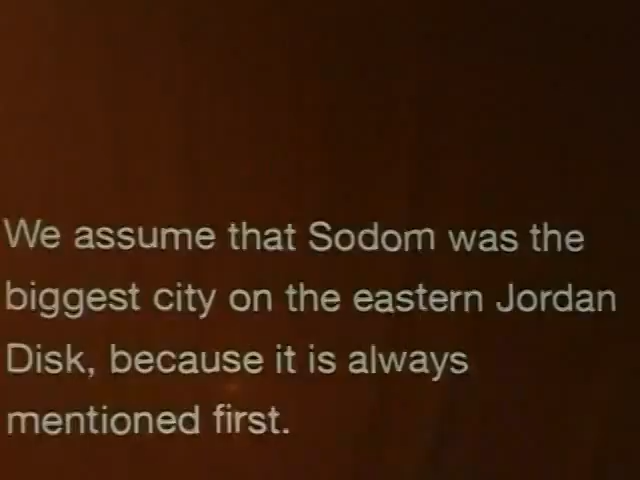 We assume that Sodom was the
biggest city on the eastern Jordan
Disk, because it is always
mentioned first.